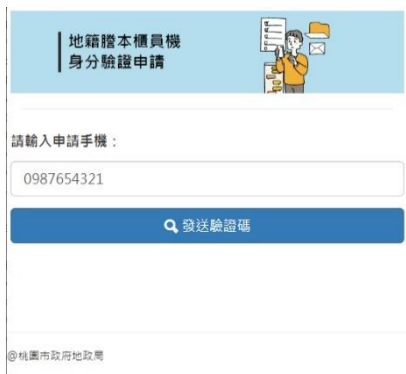 地籍謄本櫃員機
身分驗證申請
請輸入申請手機：
0987654321
發送驗證碼
@桃園市政府地政局